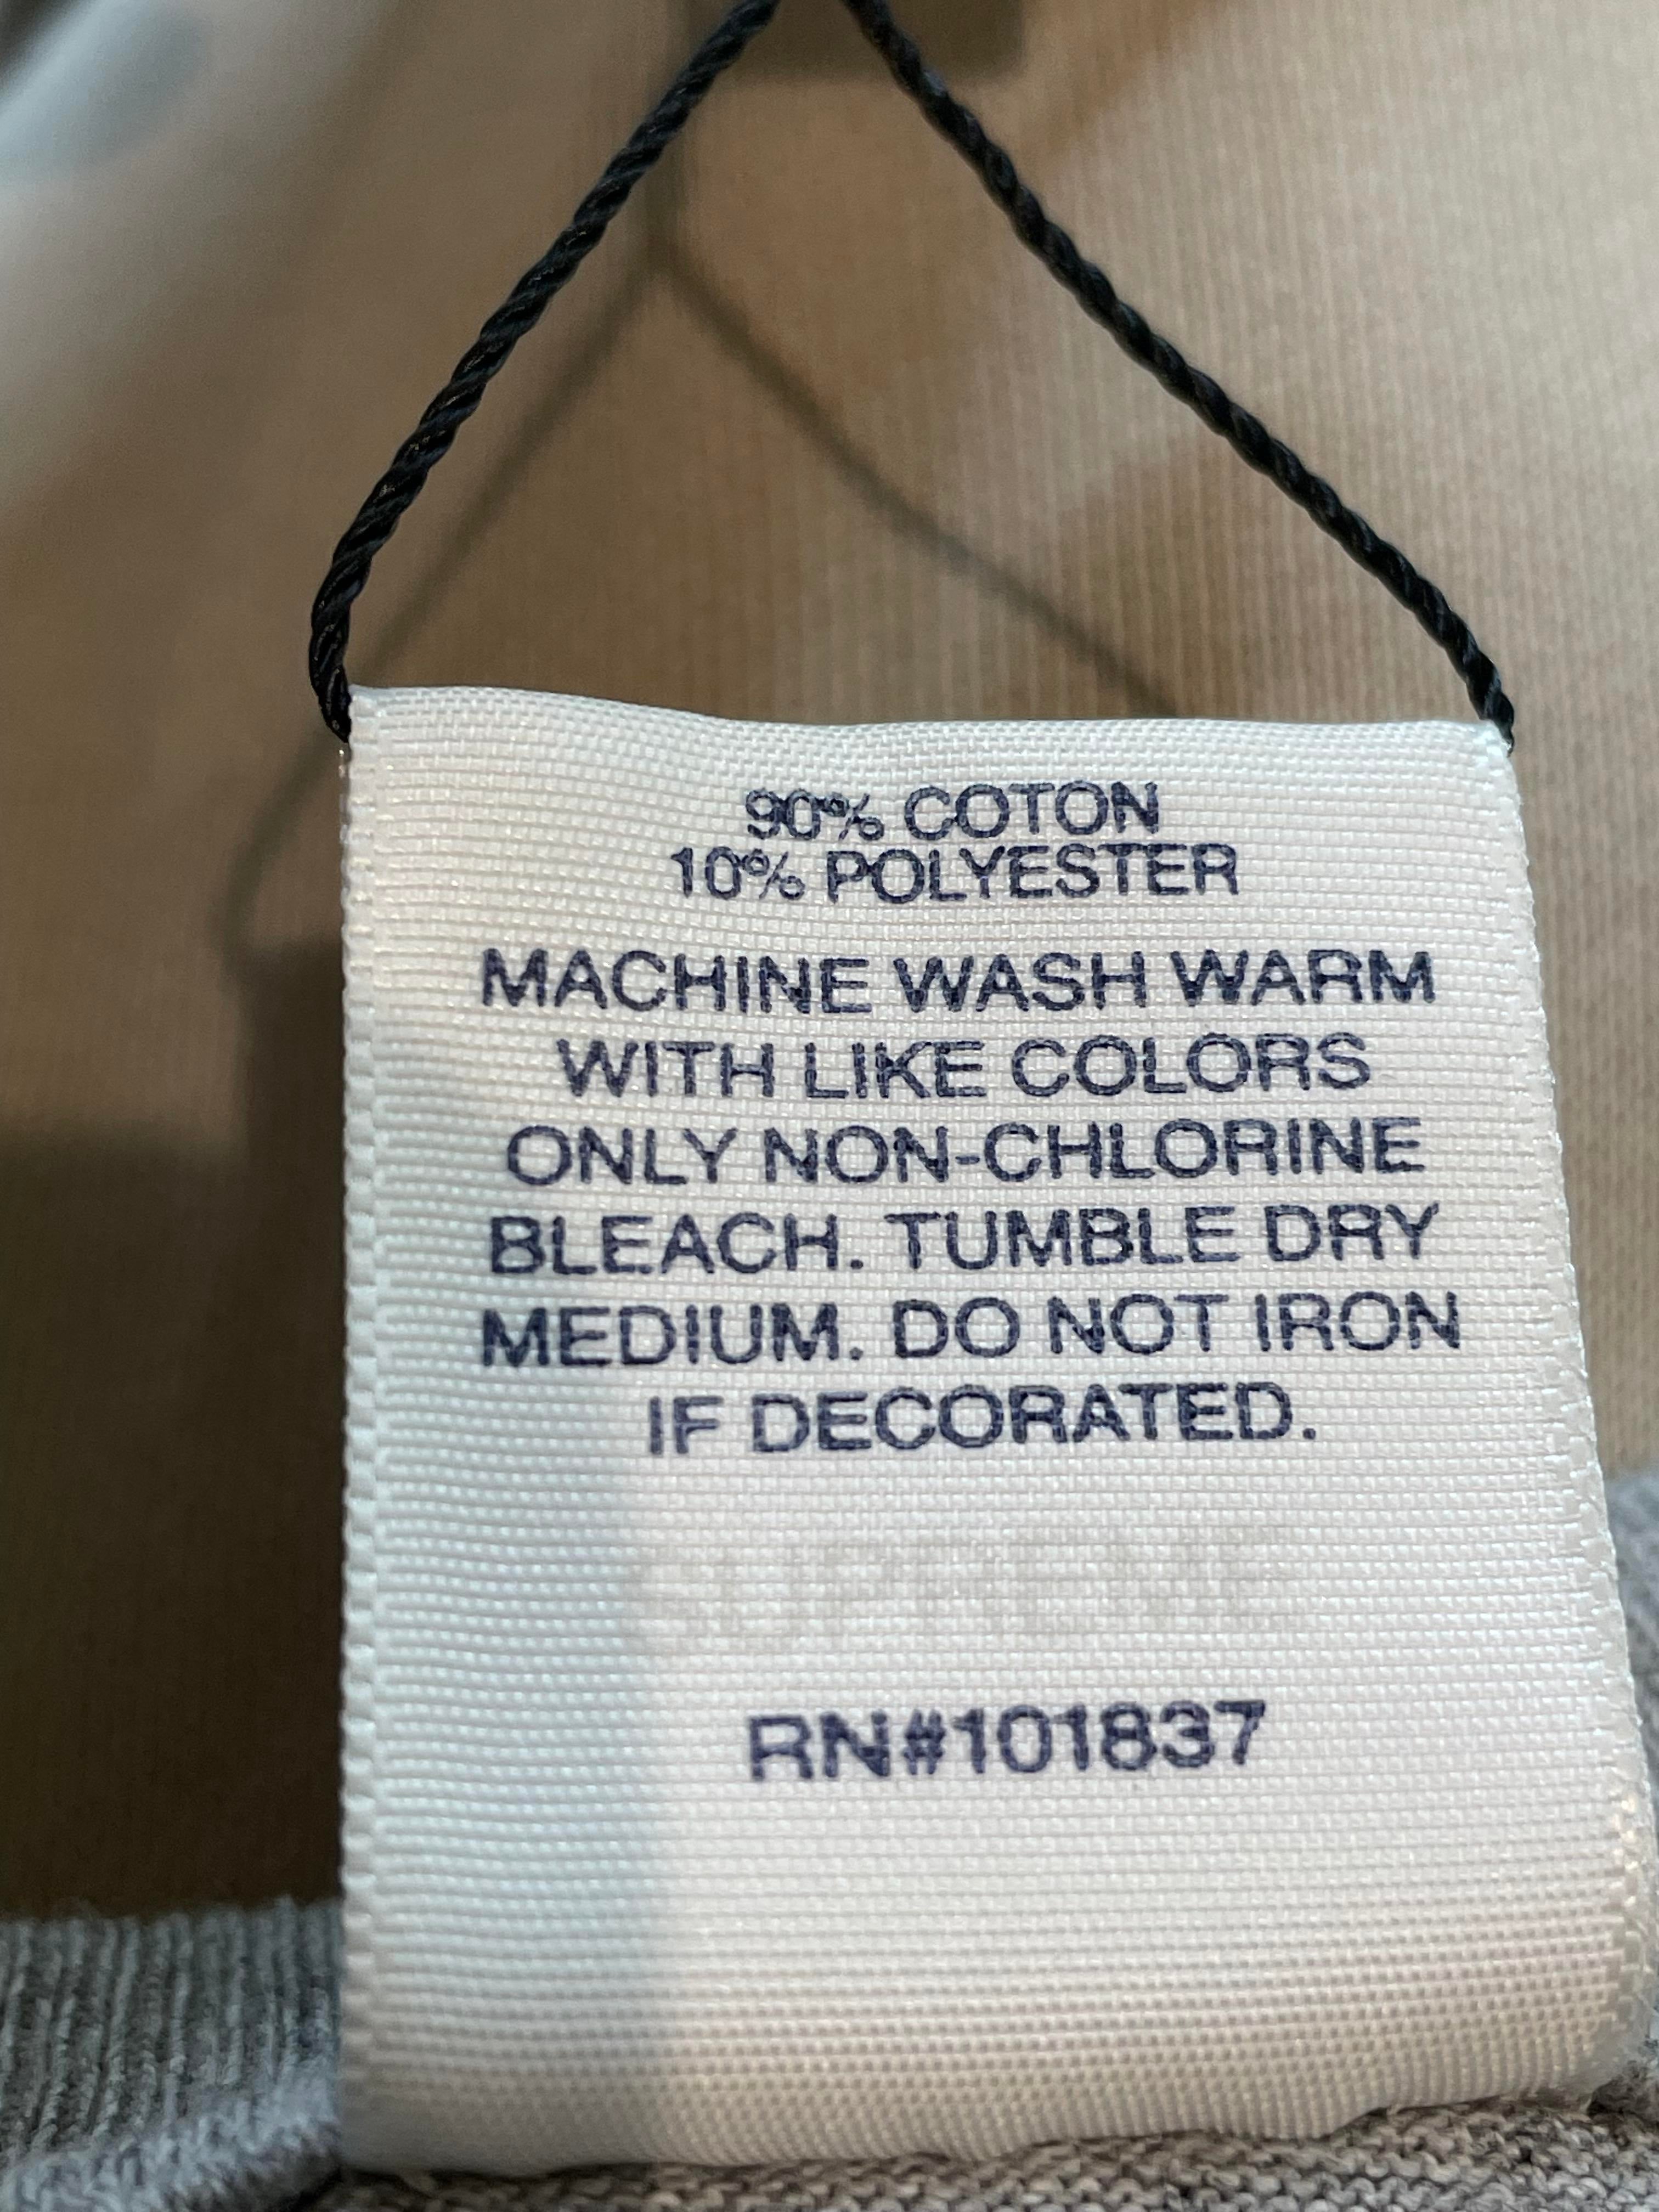 90% COTON
10% POLYESTER
MACHINE WASH WARM
WITH LIKE COLORS
ONLY NON-CHLORINE
BLEACH. TUMBLE DRY
MEDIUM. DO NOT IRON
IF DECORATED.
RN#101837